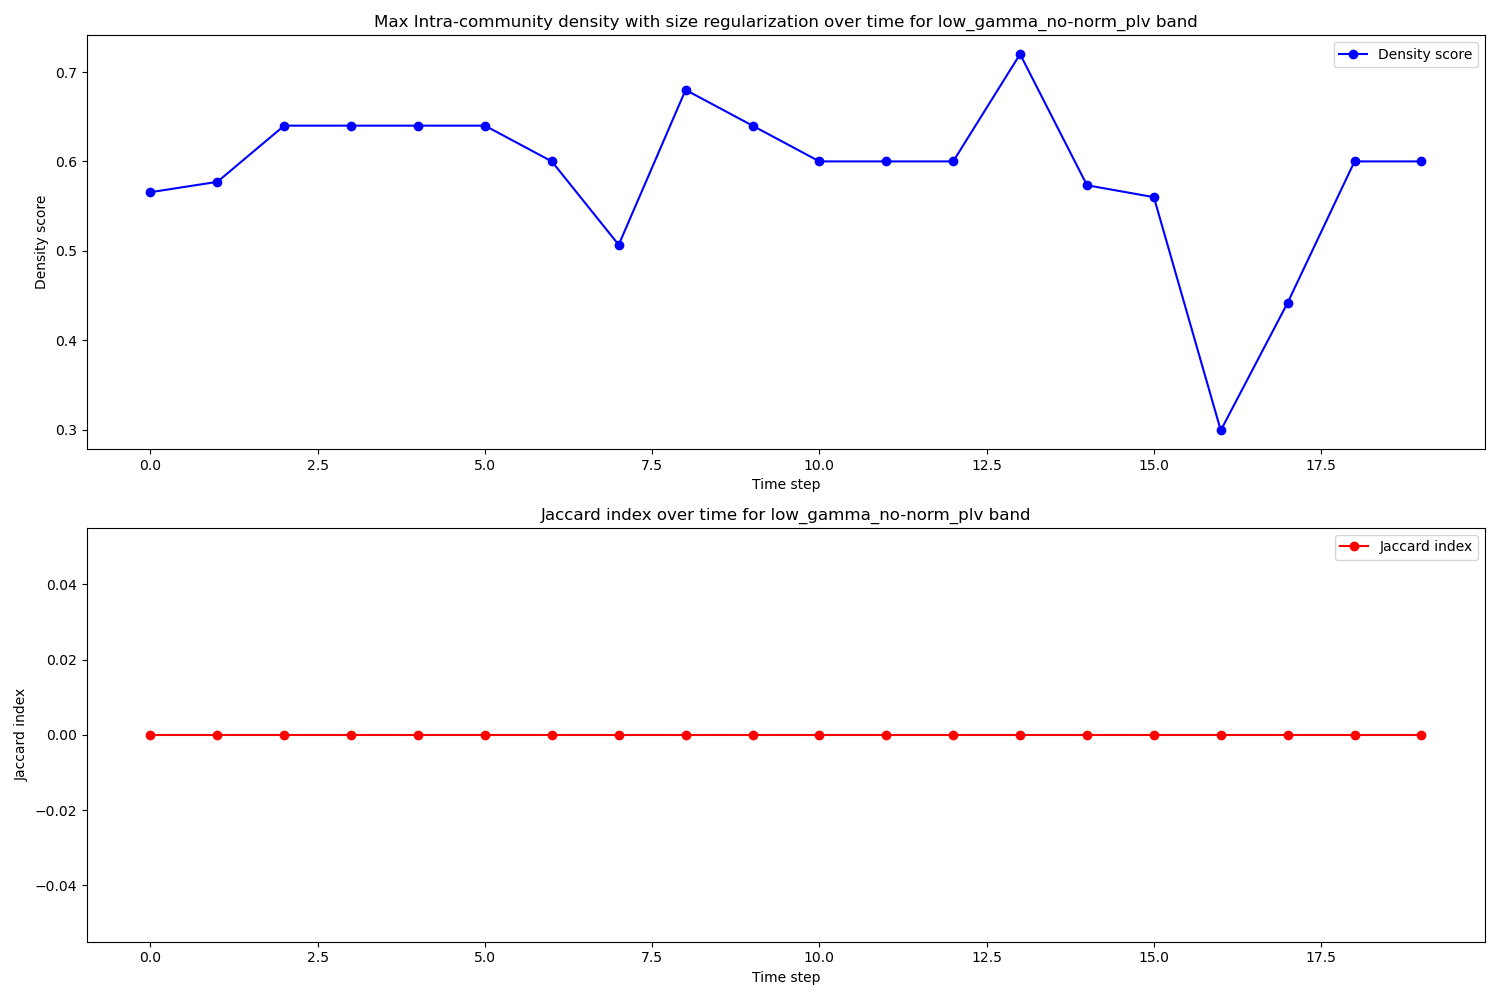 Max Intra-community density with size regularization over time for low_gamma_no-norm_plv band
Density score
0.7
0.6
0.5
0.4
0.3
Density score
0.0 2.5 5.0 7.5 10.0 12.5 15.0 17.5
Time step
Jaccard index over time for low_gamma_no-norm_plv band
Jaccard index
0.04
0.02
0.00
−0.02
−0.04
Jaccard index
0.0 2.5 5.0 7.5 10.0 12.5 15.0 17.5
Time step